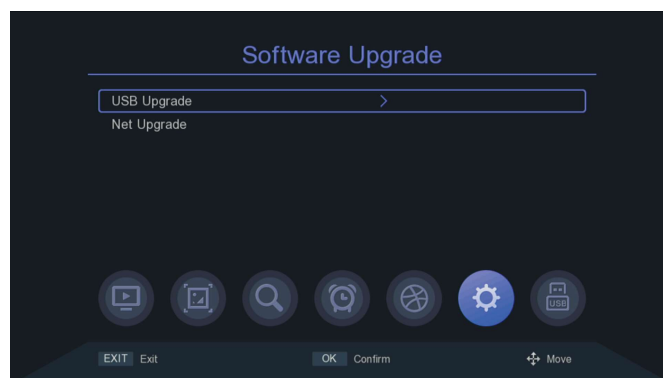 Software Upgrade
USB Upgrade
Net Upgrade
USB
EXIT Exit OK Confirm Move